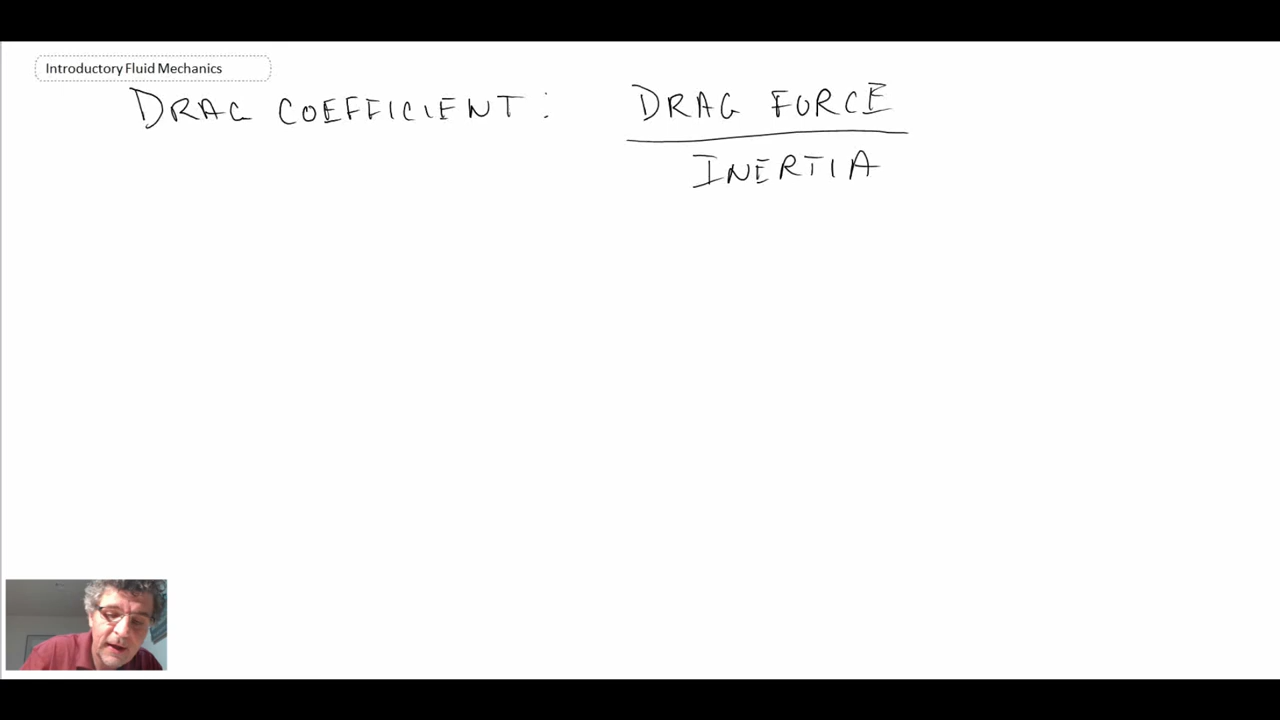 Introductory Fluid Mechanics
DRAG COEFFICIENT: DRAG FORCE
INERTIA